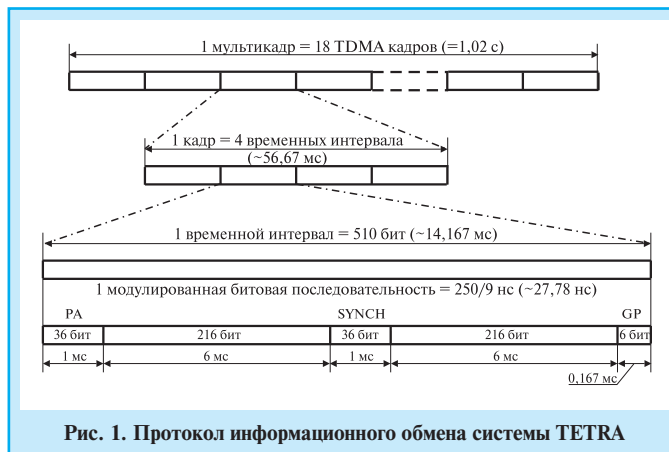 1 мультикадр = 18 TDMA кадров (=1,02 с)
1 кадр = 4 временных интервала
(~56,67 мс)
1 временной интервал = 510 бит (~14,167 мс)
1 модулированная битовая последовательность = 250/9 нс (~27,78 нс)
PA SYNCH GP
36 бит 216 бит 36 бит 216 бит 6 бит
1 мс 6 мс 1 мс 6 мс
0,167 мс
Рис. 1. Протокол информационного обмена системы TETRA